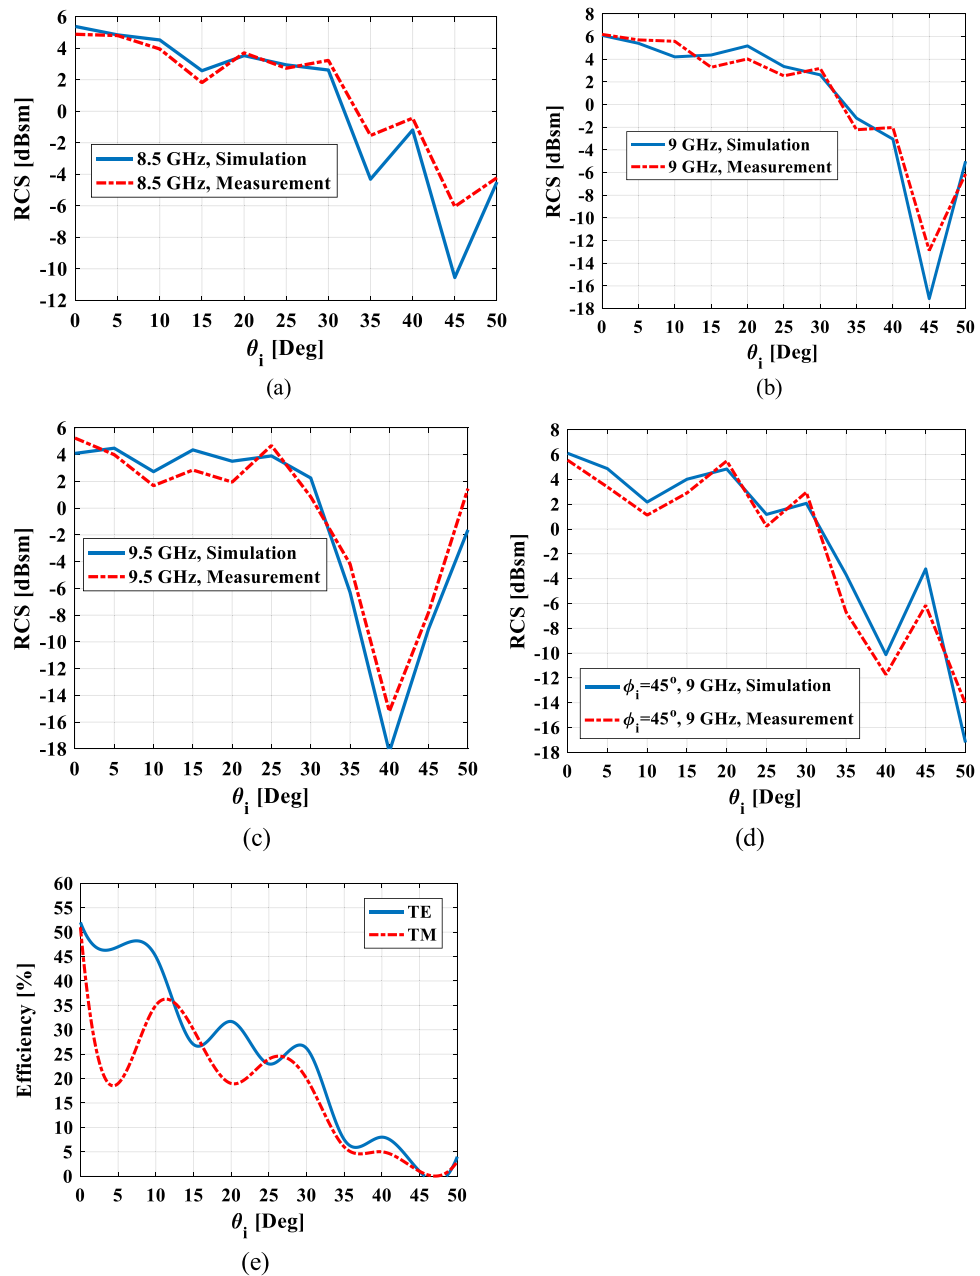 6
4
2
0
-2
-4
-6
-8
-10
-12
RCS [dBsm]
8.5 GHz, Simulation
8.5 GHz, Measurement
0 5 10 15 20 25 30 35 40 45 50
θi [Deg]
(a)
8
6
4
2
0
-2
-4
-6
-8
-10
-12
-14
-16
-18
RCS [dBsm]
9 GHz, Simulation
9 GHz, Measurement
0 5 10 15 20 25 30 35 40 45 50
θi [Deg]
(b)
6
4
2
0
-2
-4
-6
-8
-10
-12
-14
-16
-18
RCS [dBsm]
9.5 GHz, Simulation
9.5 GHz, Measurement
0 5 10 15 20 25 30 35 40 45 50
θi [Deg]
(c)
8
6
4
2
0
-2
-4
-6
-8
-10
-12
-14
-16
-18
RCS [dBsm]
ϕi=45°, 9 GHz, Simulation
ϕi=45°, 9 GHz, Measurement
0 5 10 15 20 25 30 35 40 45 50
θi [Deg]
(d)
60
55
50
45
40
35
30
25
20
15
10
5
0
Efficiency [%]
TE
TM
0 5 10 15 20 25 30 35 40 45 50
θi [Deg]
(e)